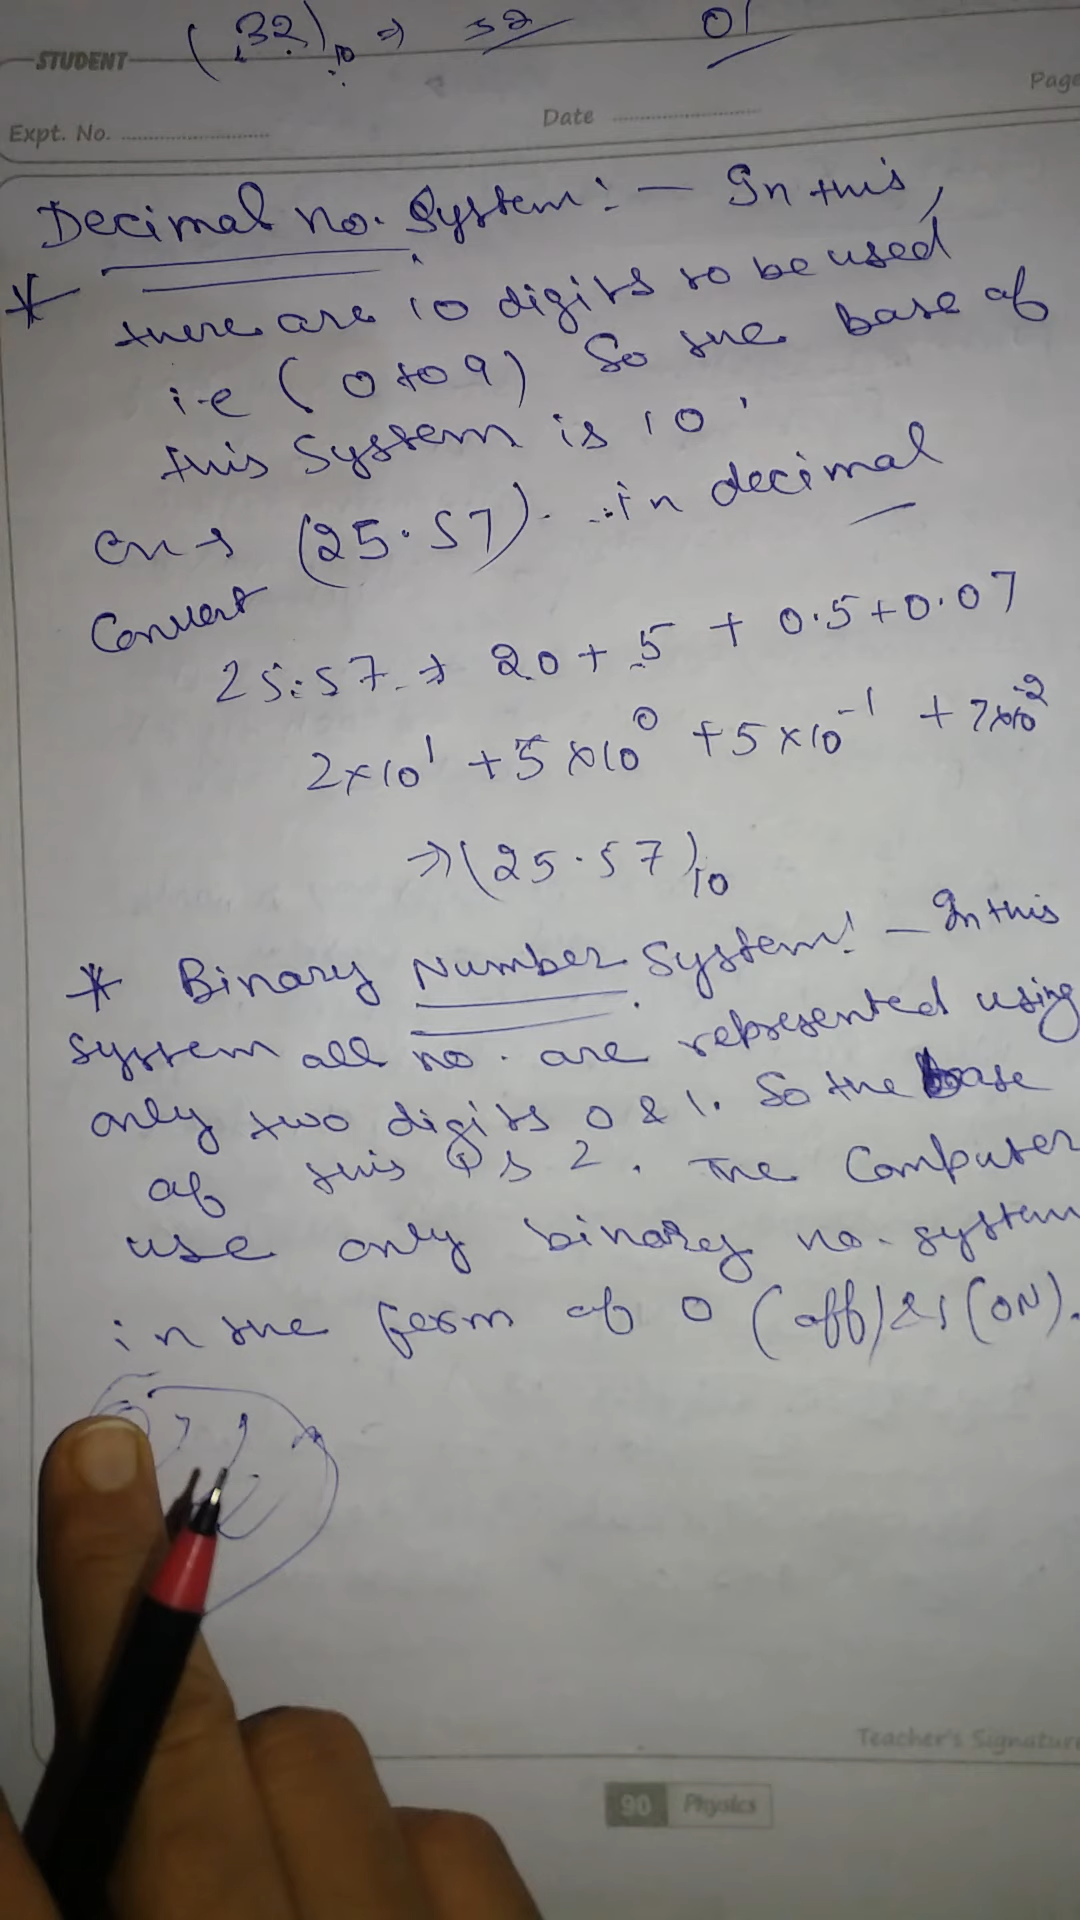 (32)10 ⇒ 32 01
STUDENT
Page
Expt. No. Date
Decimal no. System:- In this,
* there are 10 digits to be used
i.e (0 to 9) So the base of
this System is 10.
(25.57) in decimal
Convert
25.57 → 20 + 5 + 0.5 + 0.07
2×10¹ + 5×10⁰ + 5×10⁻¹ + 7×10⁻²
⇒ (25.57)10
* Binary Number System:- In this
System all no. are represented using
only two digits 0 & 1. So the base
of this is 2. The Computer
use only binary no. system
in the form of 0 (off) & 1 (ON).
Teacher's Signature
90 Physics